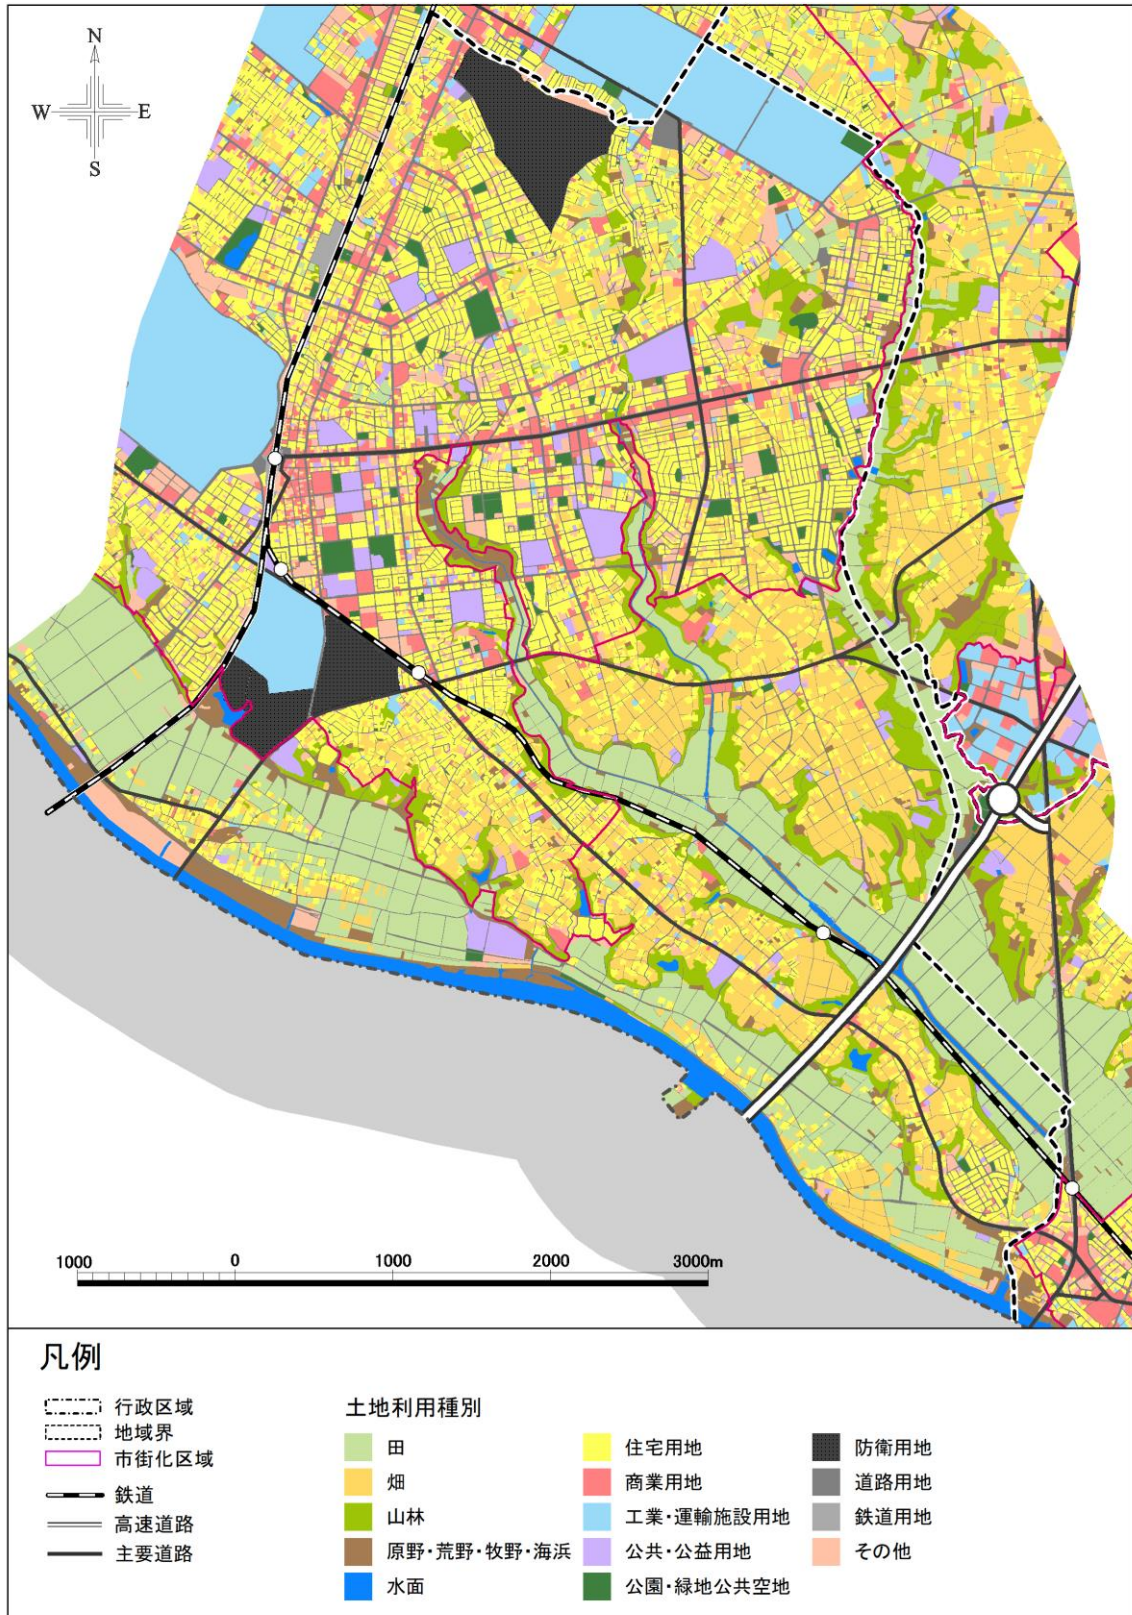 N
W E
S
1000 0 1000 2000 3000m
凡例
行政区域
地域界
市街化区域
鉄道
高速道路
主要道路
土地利用種別
田
畑
山林
原野・荒野・牧野・海浜
水面
住宅用地
商業用地
工業・運輸施設用地
公共・公益用地
公園・緑地公共空地
防衛用地
道路用地
鉄道用地
その他